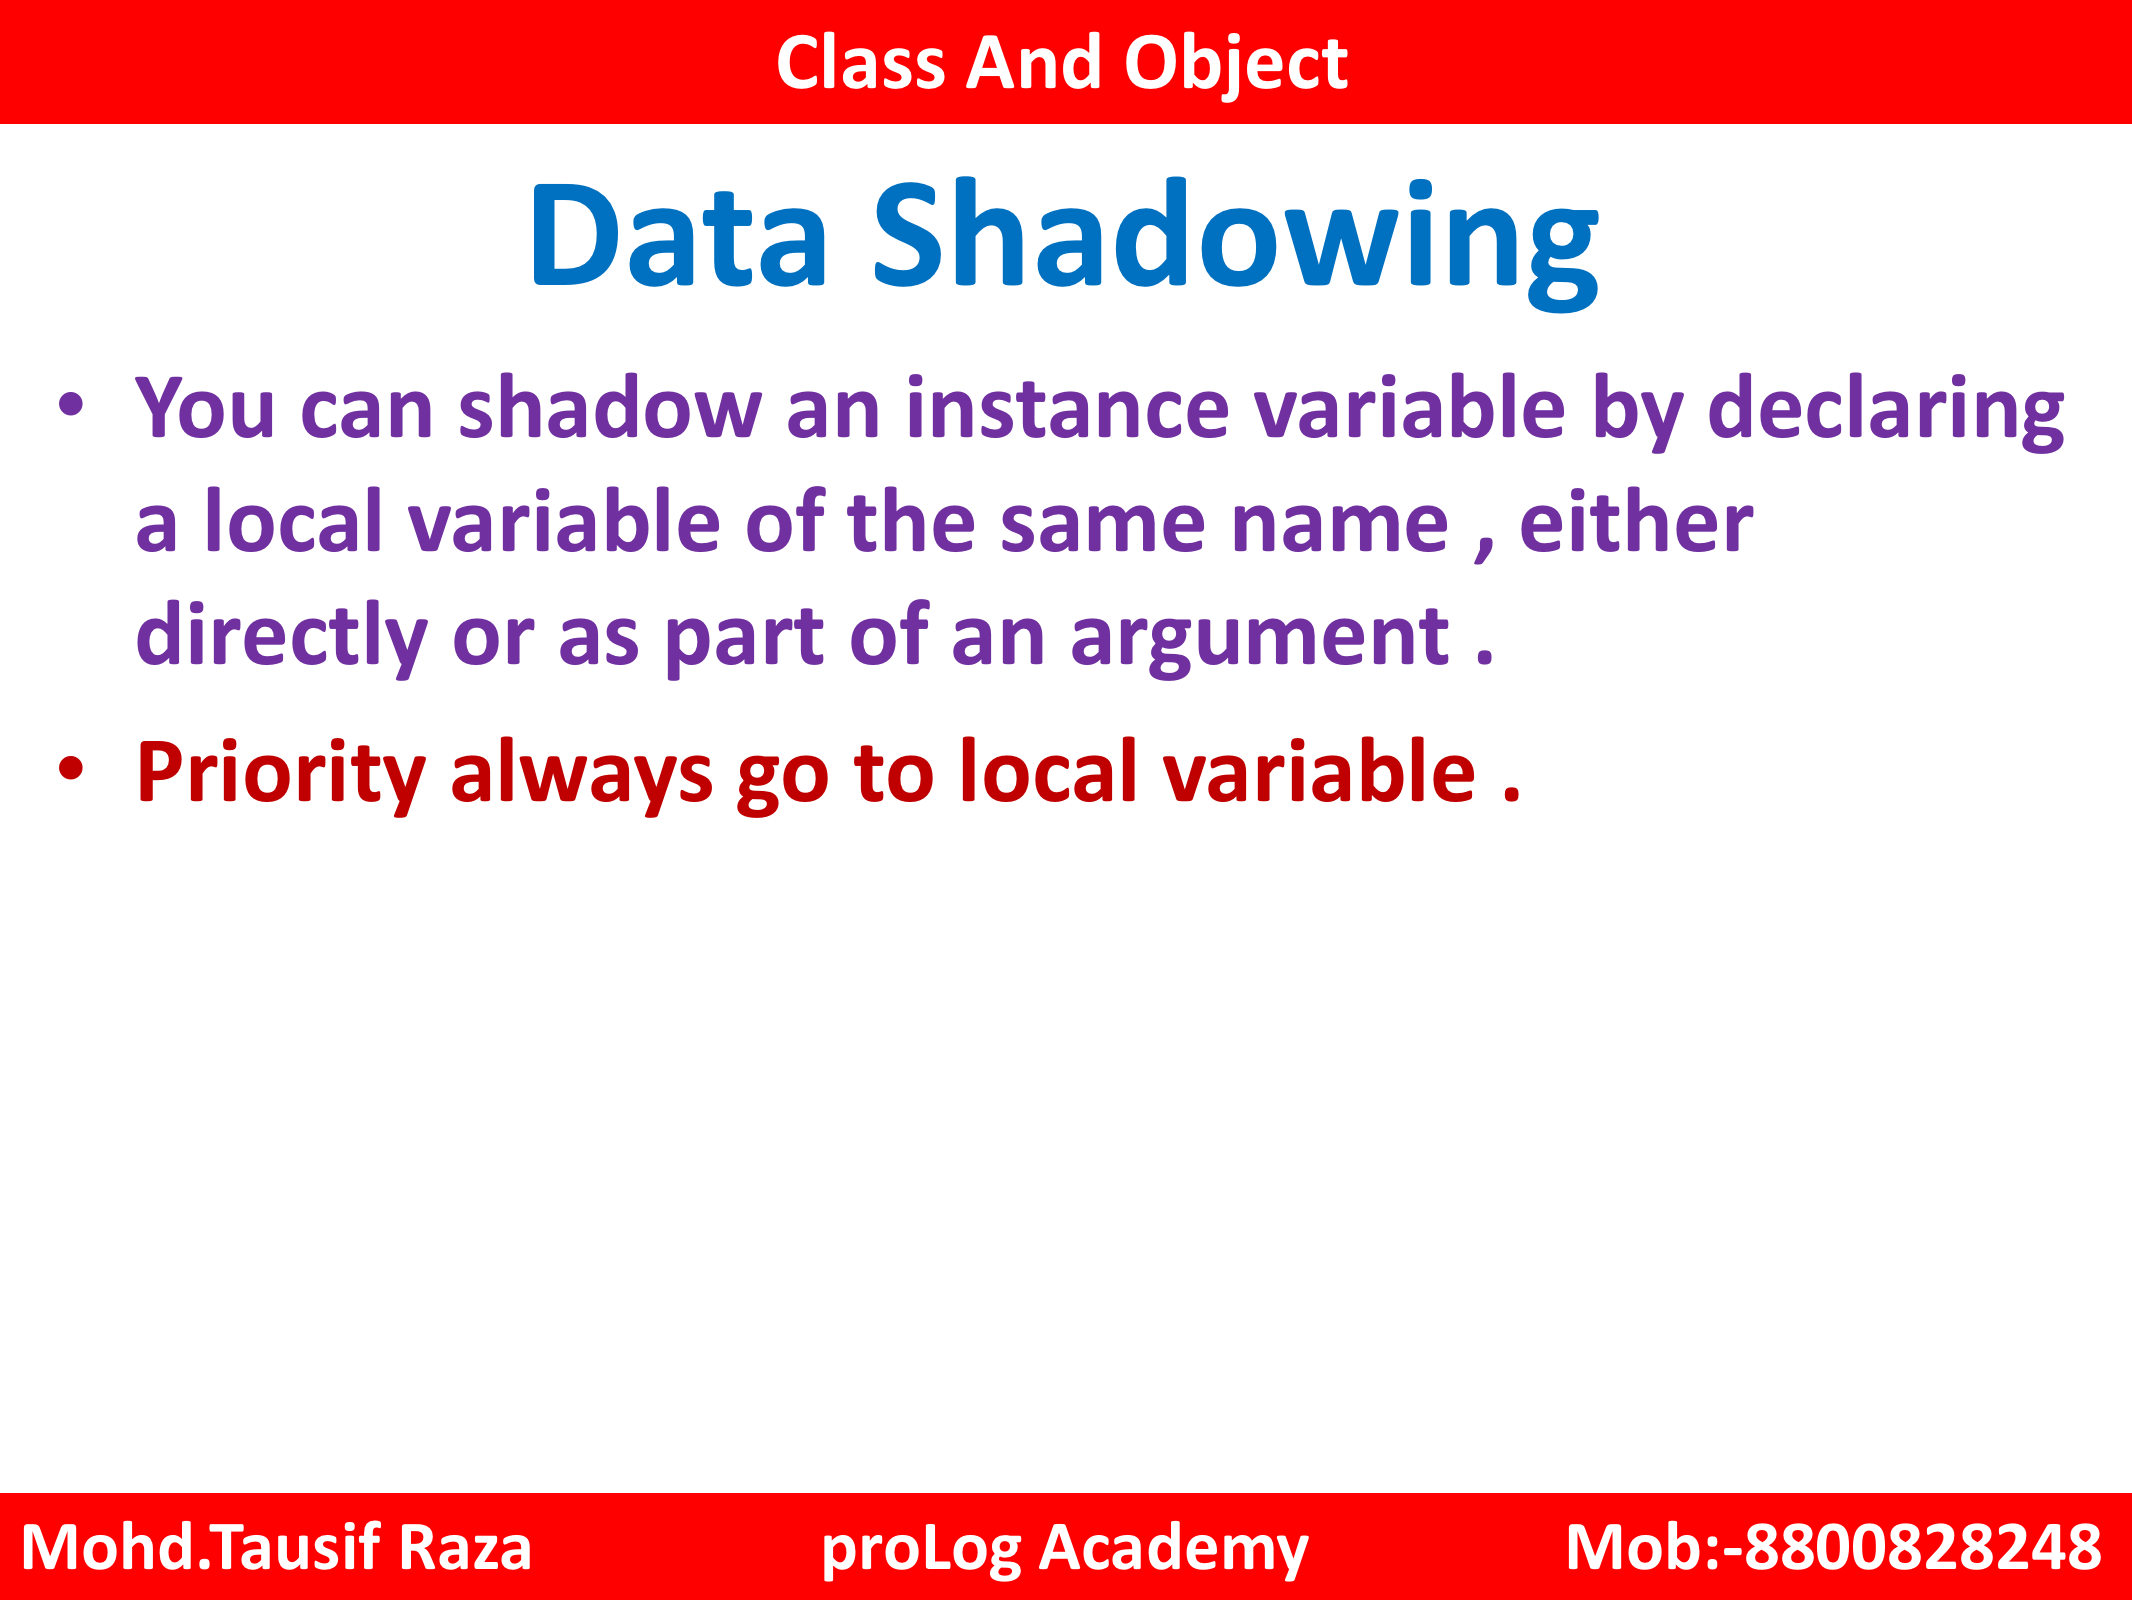 Class And Object
Data Shadowing
• You can shadow an instance variable by declaring
a local variable of the same name , either
directly or as part of an argument .
• Priority always go to local variable .
Mohd.Tausif Raza proLog Academy Mob:-8800828248